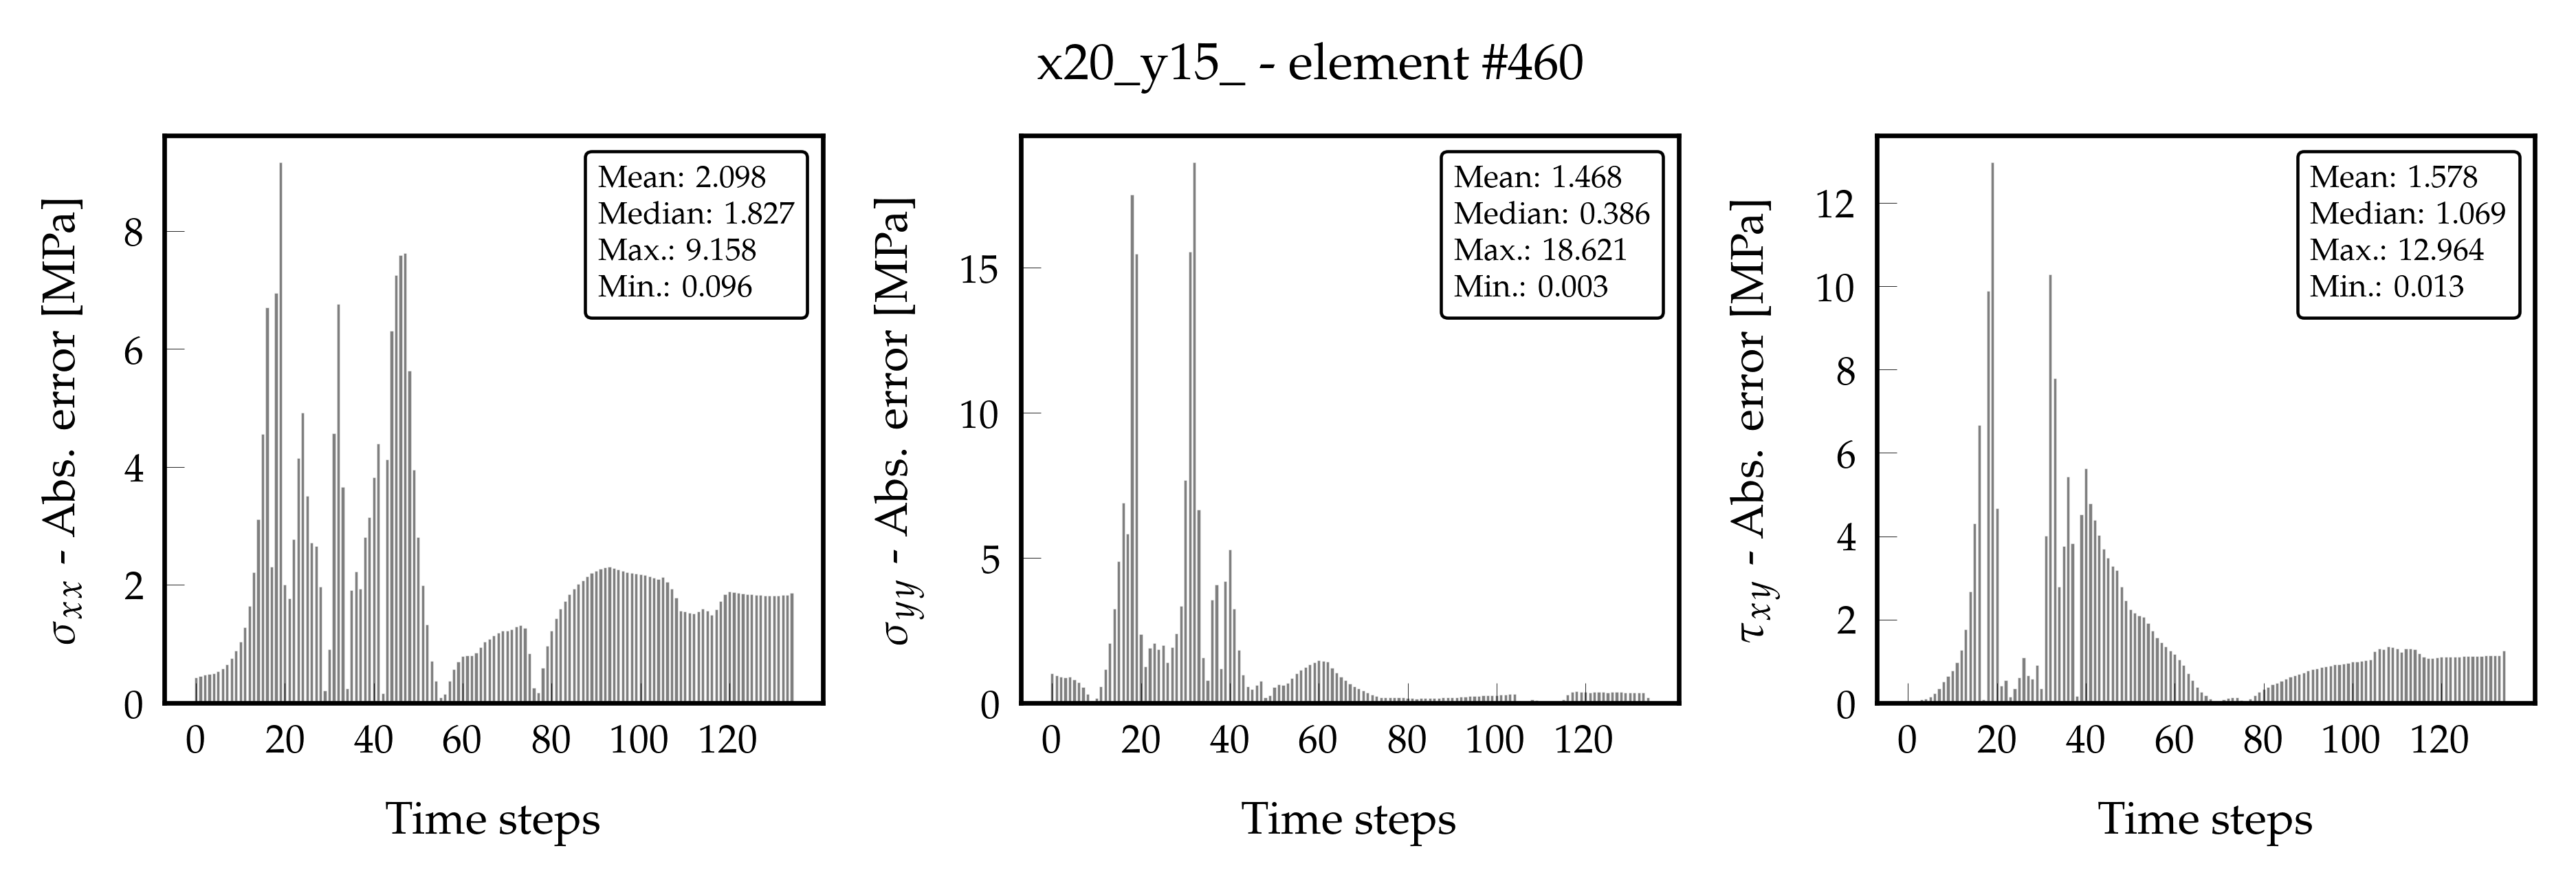 x20_y15_ - element #460
σxx - Abs. error [MPa]
8
6
4
2
0
0 20 40 60 80 100 120
Time steps
Mean: 2.098
Median: 1.827
Max.: 9.158
Min.: 0.096
σyy - Abs. error [MPa]
15
10
5
0
0 20 40 60 80 100 120
Time steps
Mean: 1.468
Median: 0.386
Max.: 18.621
Min.: 0.003
τxy - Abs. error [MPa]
12
10
8
6
4
2
0
0 20 40 60 80 100 120
Time steps
Mean: 1.578
Median: 1.069
Max.: 12.964
Min.: 0.013